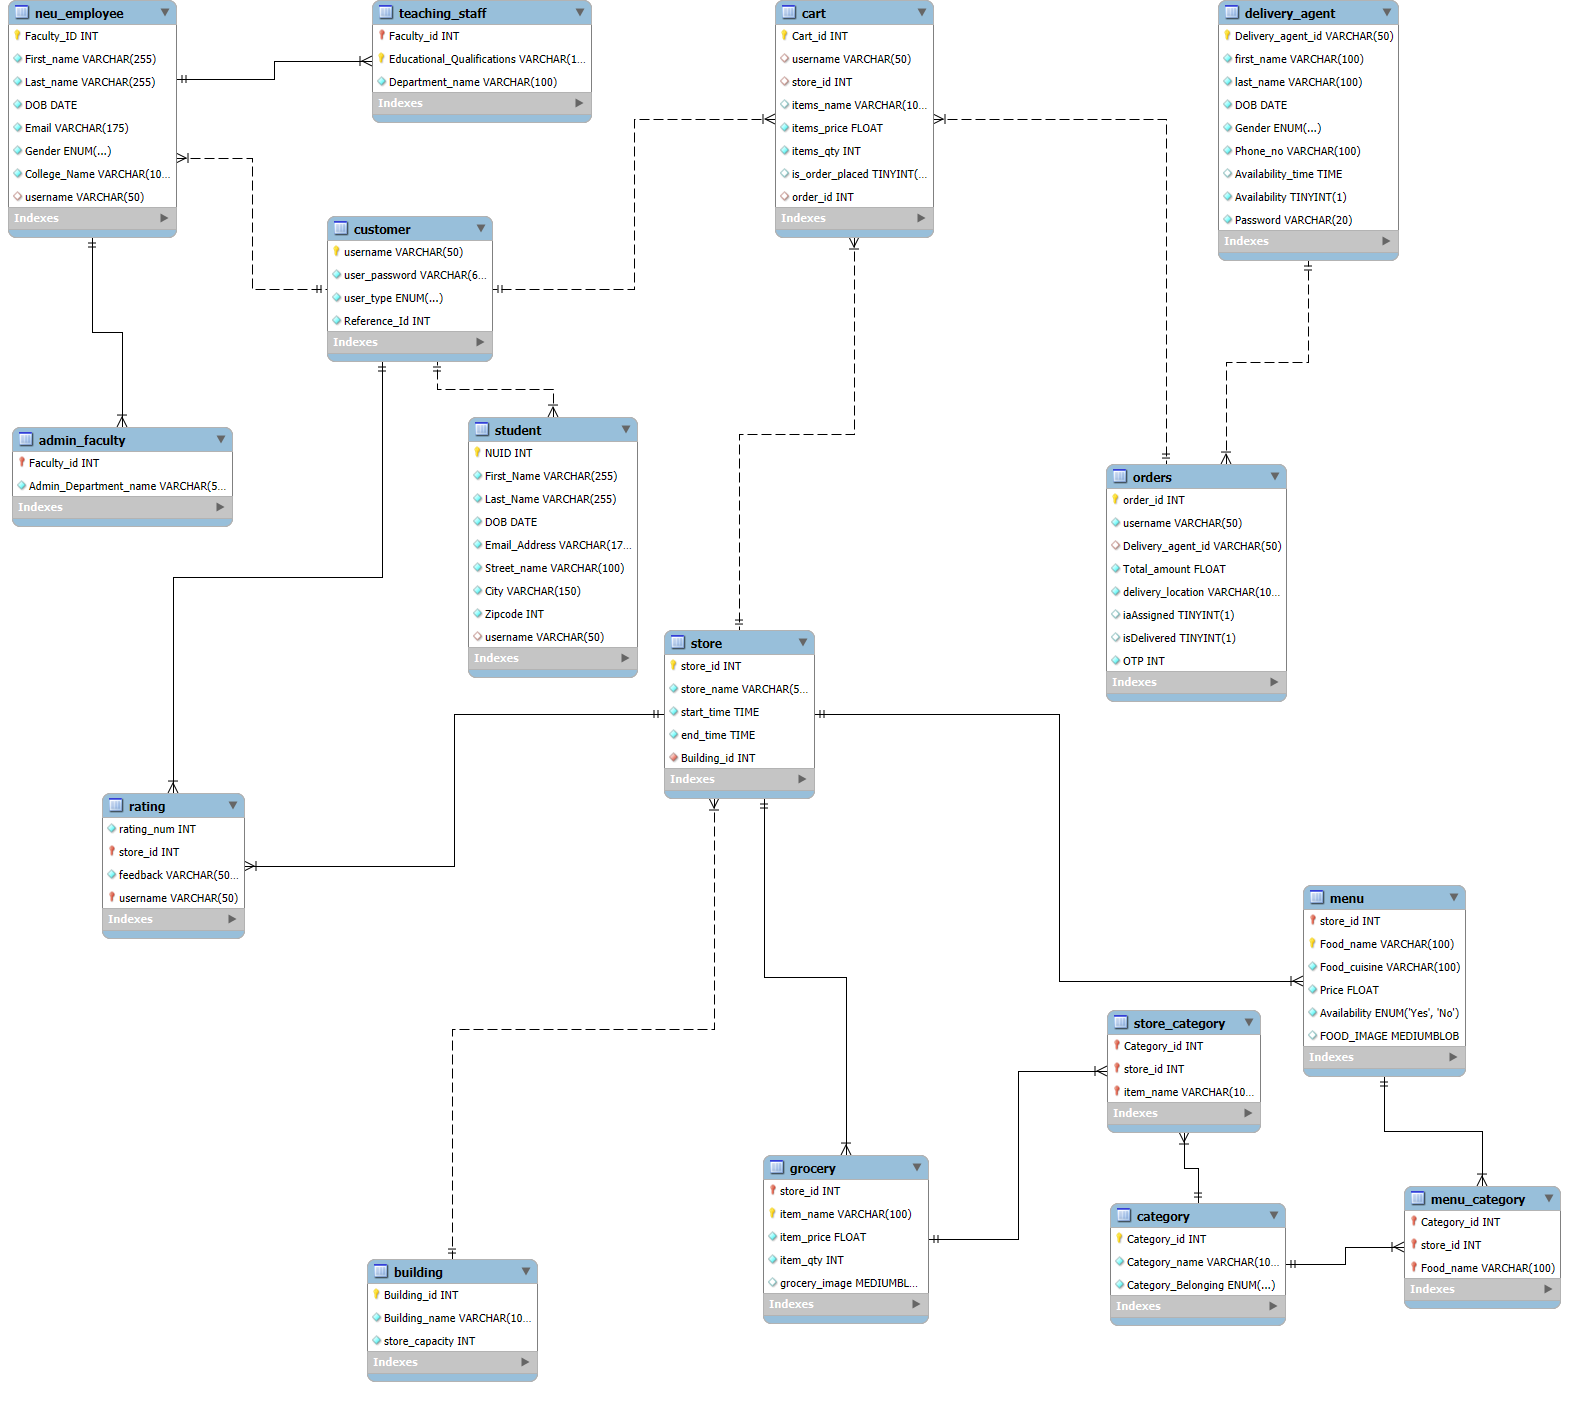 neu_employee
Faculty_ID INT
First_name VARCHAR(255)
Last_name VARCHAR(255)
DOB DATE
Email VARCHAR(175)
Gender ENUM(...)
College_Name VARCHAR(10...
username VARCHAR(50)
Indexes
teaching_staff
Faculty_id INT
Educational_Qualifications VARCHAR(1...
Department_name VARCHAR(100)
Indexes
cart
Cart_id INT
username VARCHAR(50)
store_id INT
items_name VARCHAR(10...
items_price FLOAT
items_qty INT
is_order_placed TINYINT(...
order_id INT
Indexes
delivery_agent
Delivery_agent_id VARCHAR(50)
first_name VARCHAR(100)
last_name VARCHAR(100)
DOB DATE
Gender ENUM(...)
Phone_no VARCHAR(100)
Availability_time TIME
Availability TINYINT(1)
Password VARCHAR(20)
Indexes
customer
username VARCHAR(50)
user_password VARCHAR(6...
user_type ENUM(...)
Reference_Id INT
Indexes
admin_faculty
Faculty_id INT
Admin_Department_name VARCHAR(5...
Indexes
student
NUID INT
First_Name VARCHAR(255)
Last_Name VARCHAR(255)
DOB DATE
Email_Address VARCHAR(17...
Street_name VARCHAR(100)
City VARCHAR(150)
Zipcode INT
username VARCHAR(50)
Indexes
orders
order_id INT
username VARCHAR(50)
Delivery_agent_id VARCHAR(50)
Total_amount FLOAT
delivery_location VARCHAR(10...
iaAssigned TINYINT(1)
isDelivered TINYINT(1)
OTP INT
Indexes
store
store_id INT
store_name VARCHAR(5...
start_time TIME
end_time TIME
Building_id INT
Indexes
rating
rating_num INT
store_id INT
feedback VARCHAR(50...
username VARCHAR(50)
Indexes
menu
store_id INT
Food_name VARCHAR(100)
Food_cuisine VARCHAR(100)
Price FLOAT
Availability ENUM('Yes', 'No')
FOOD_IMAGE MEDIUMBLOB
Indexes
store_category
Category_id INT
store_id INT
item_name VARCHAR(10...
Indexes
grocery
store_id INT
item_name VARCHAR(100)
item_price FLOAT
item_qty INT
grocery_image MEDIUMBL...
Indexes
category
Category_id INT
Category_name VARCHAR(10...
Category_Belonging ENUM(...)
Indexes
menu_category
Category_id INT
store_id INT
Food_name VARCHAR(100)
Indexes
building
Building_id INT
Building_name VARCHAR(10...
store_capacity INT
Indexes